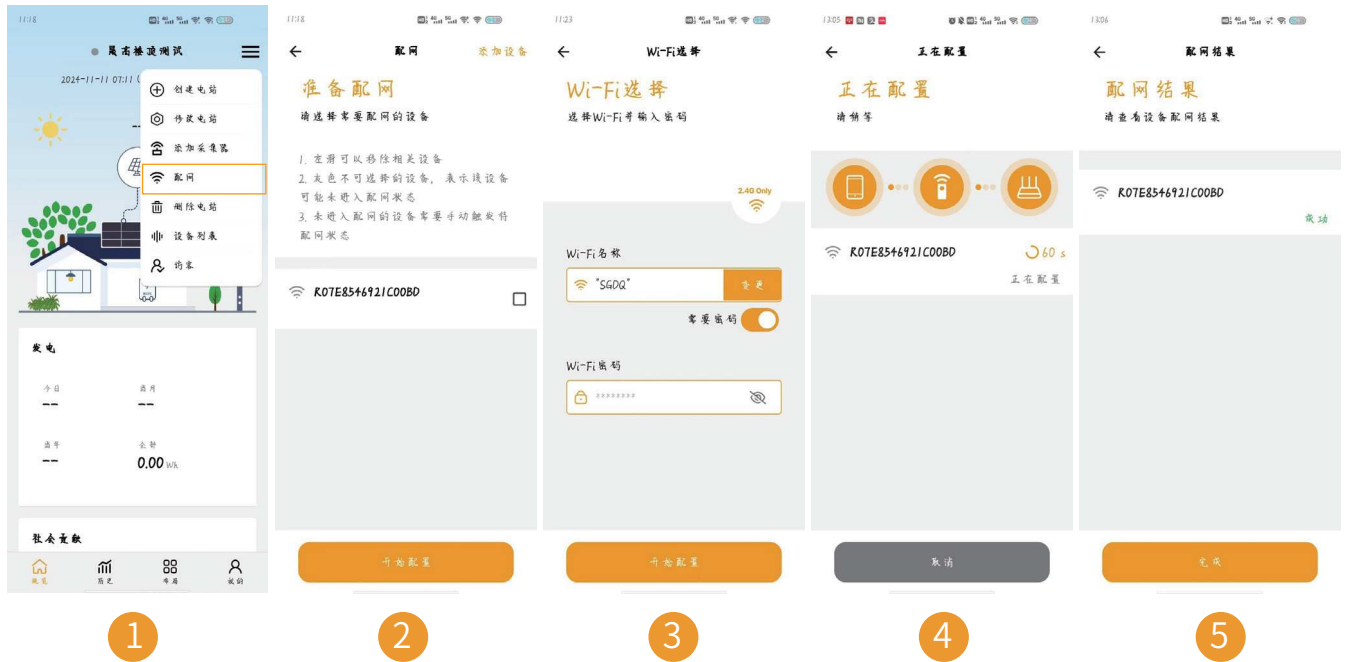 11:18
晟高楼顶测试
2024-11-11 07:11
创建电站
修改电站
添加采集器
配网
删除电站
设备列表
访客
发电
今日
当月
--
--
当年
全部
--
0.00 Wh
社会贡献
概览
历史
布局
我的
1
11:18
配网
添加设备
准备配网
请选择需要配网的设备
1. 左滑可以移除相关设备
2. 灰色不可选择的设备，表示该设备
可能未进入配网状态
3. 未进入配网的设备需要手动触发待
配网状态
R07E8546921C00BD
开始配置
2
11:23
Wi-Fi选择
Wi-Fi选择
选择Wi-Fi并输入密码
2.4G Only
Wi-Fi名称
"SGDQ"
变更
需要密码
Wi-Fi密码
********
开始配置
3
13:05
正在配置
正在配置
请稍等
R07E8546921C00BD
60 s
正在配置
取消
4
13:06
配网结果
配网结果
请查看设备配网结果
R07E8546921C00BD
成功
完成
5